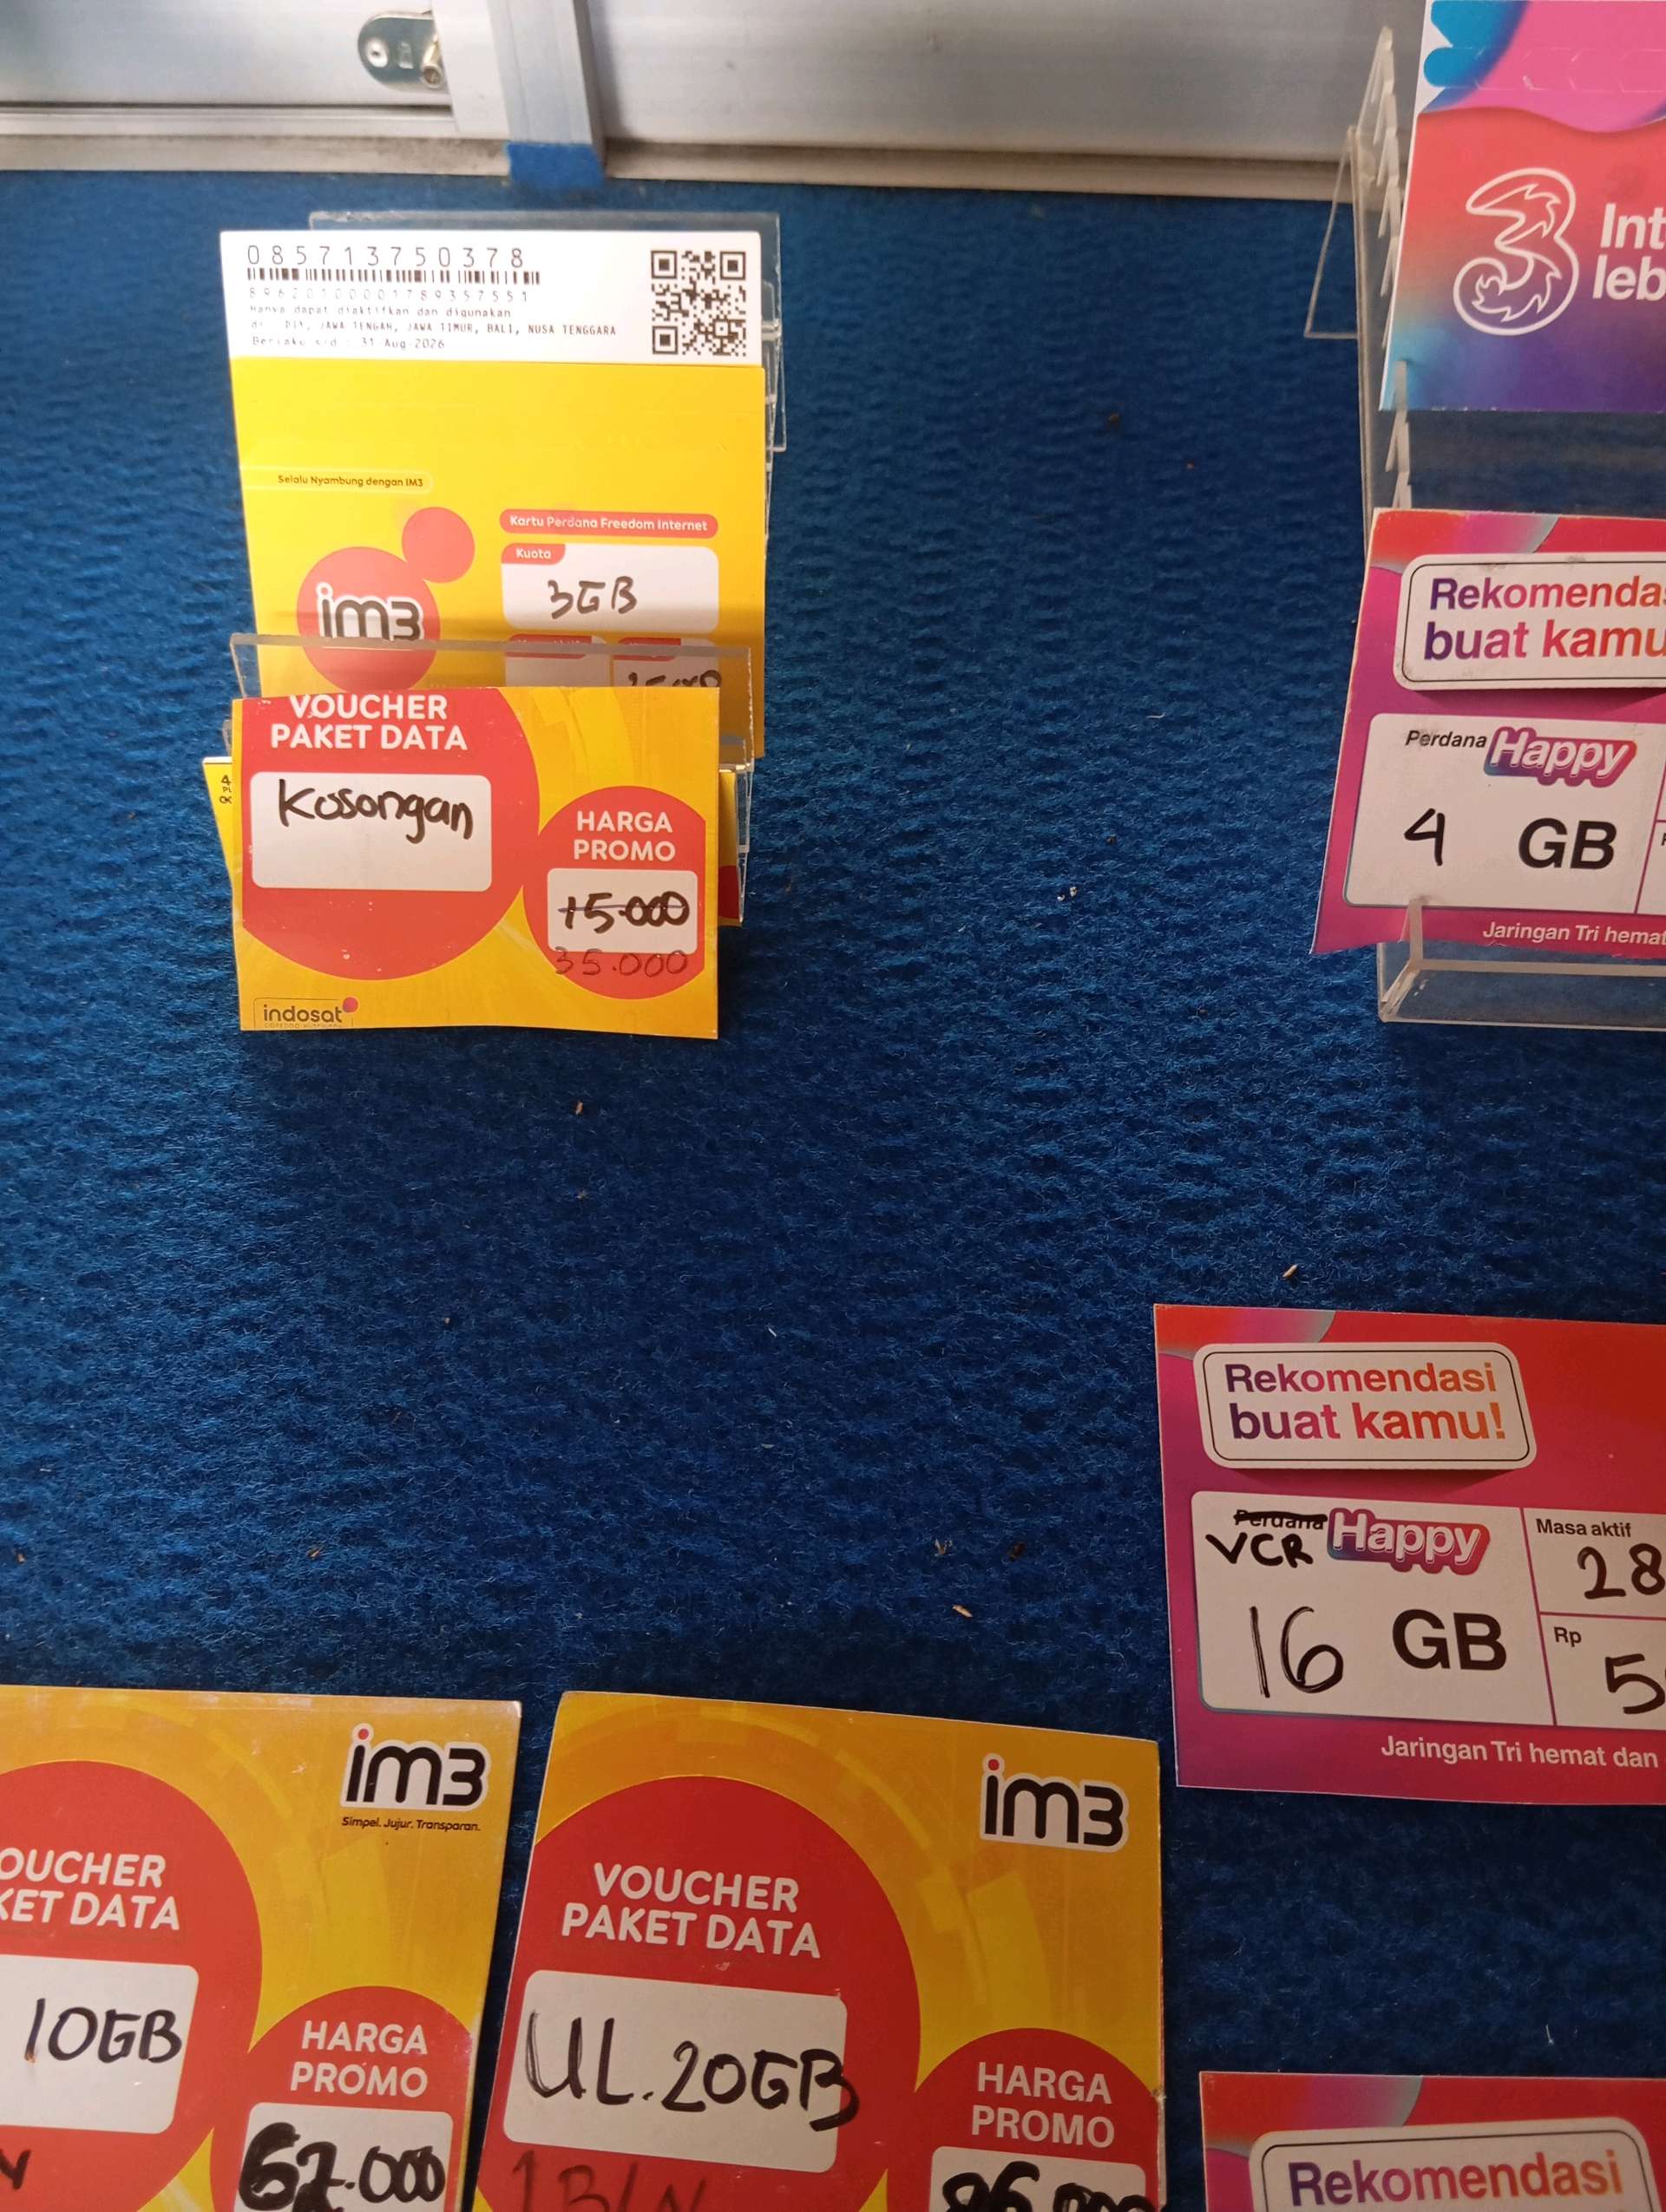 085713750378
8962010000178935755 1
Hanya dapat diaktifkan dan digunakan
di DIY, JAWA TENGAH, JAWA TIMUR, BALI, NUSA TENGGARA
Berlaku s/d : 31-Aug-2026
Selalu Nyambung dengan IM3
im3
Kartu Perdana Freedom Internet
Kuota
3GB
VOUCHER
PAKET DATA
Kosongan
HARGA
PROMO
15.000
35.000
indosat
3
Int
leb
Rekomendas
buat kamu
Perdana Happy
4 GB
Jaringan Tri hemat
Rekomendasi
buat kamu!
Perdana Happy
VCR
16 GB
Masa aktif
28
Rp
5
Jaringan Tri hemat dan
im3
Simpel. Jujur. Transparan.
OUCHER
KET DATA
10GB
HARGA
PROMO
62.000
im3
VOUCHER
PAKET DATA
UL.20GB
1 BLN
HARGA
PROMO
Rekomendasi